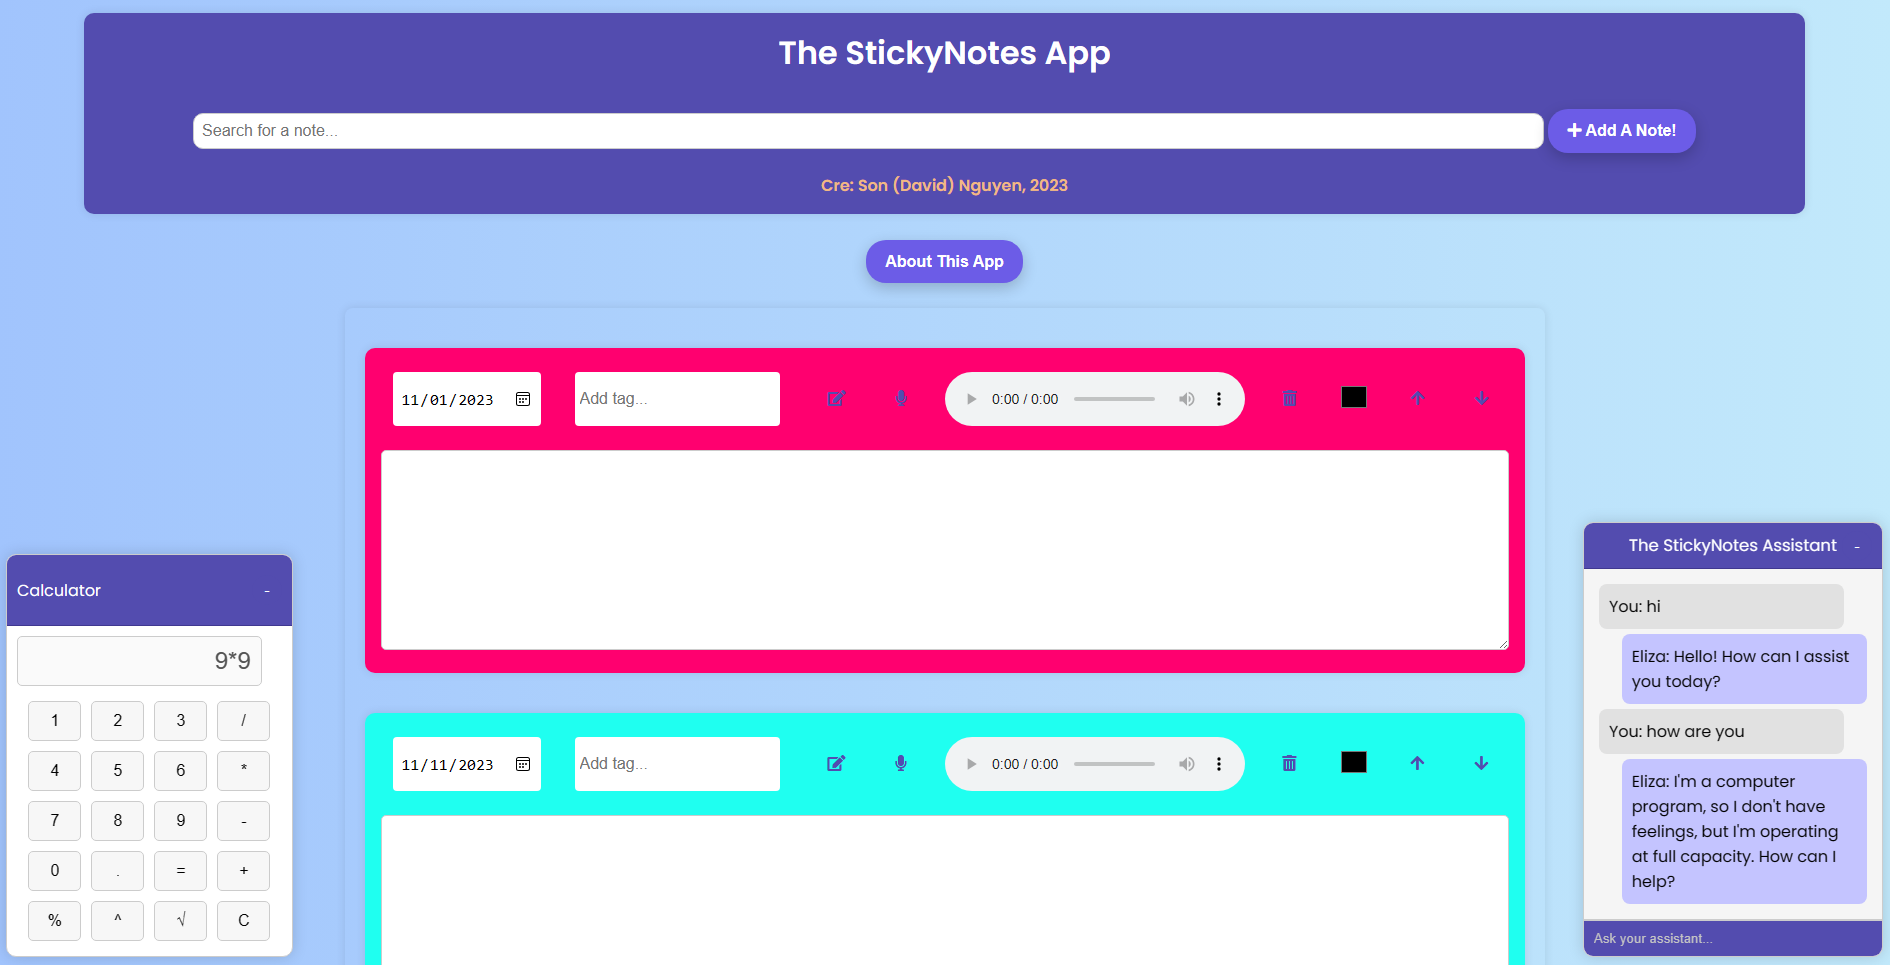 The StickyNotes App
Search for a note...
Add A Note!
Cre: Son (David) Nguyen, 2023
About This App
11/01/2023
Add tag...
0:00 / 0:00
11/11/2023
Add tag...
0:00 / 0:00
Calculator -
9*9
1 2 3 /
4 5 6 *
7 8 9 -
0 . = +
% ^ √ C
The StickyNotes Assistant -
You: hi
Eliza: Hello! How can I assist
you today?
You: how are you
Eliza: I'm a computer
program, so I don't have
feelings, but I'm operating
at full capacity. How can I
help?
Ask your assistant...